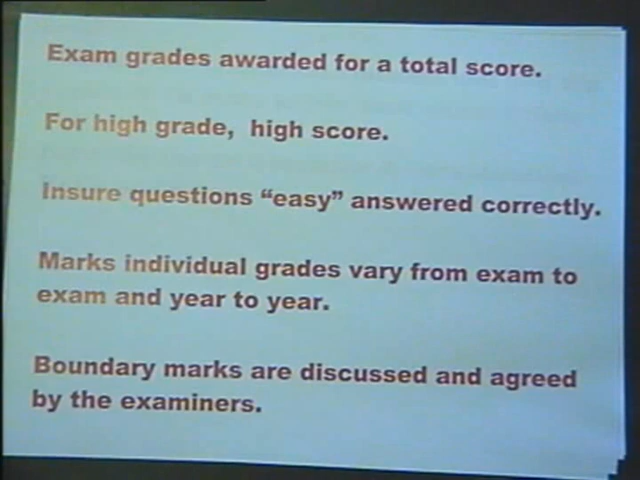 Exam grades awarded for a total score.
For high grade, high score.
Insure questions “easy” answered correctly.
Marks individual grades vary from exam to
exam and year to year.
Boundary marks are discussed and agreed
by the examiners.